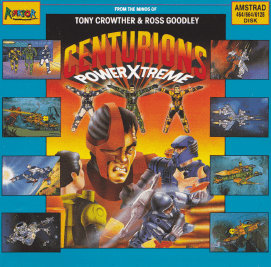 FROM THE MINDS OF
TONY CROWTHER & ROSS GOODLEY
AMSTRAD
464/664/6128
DISK
CENTURIONS
POWER XTREME